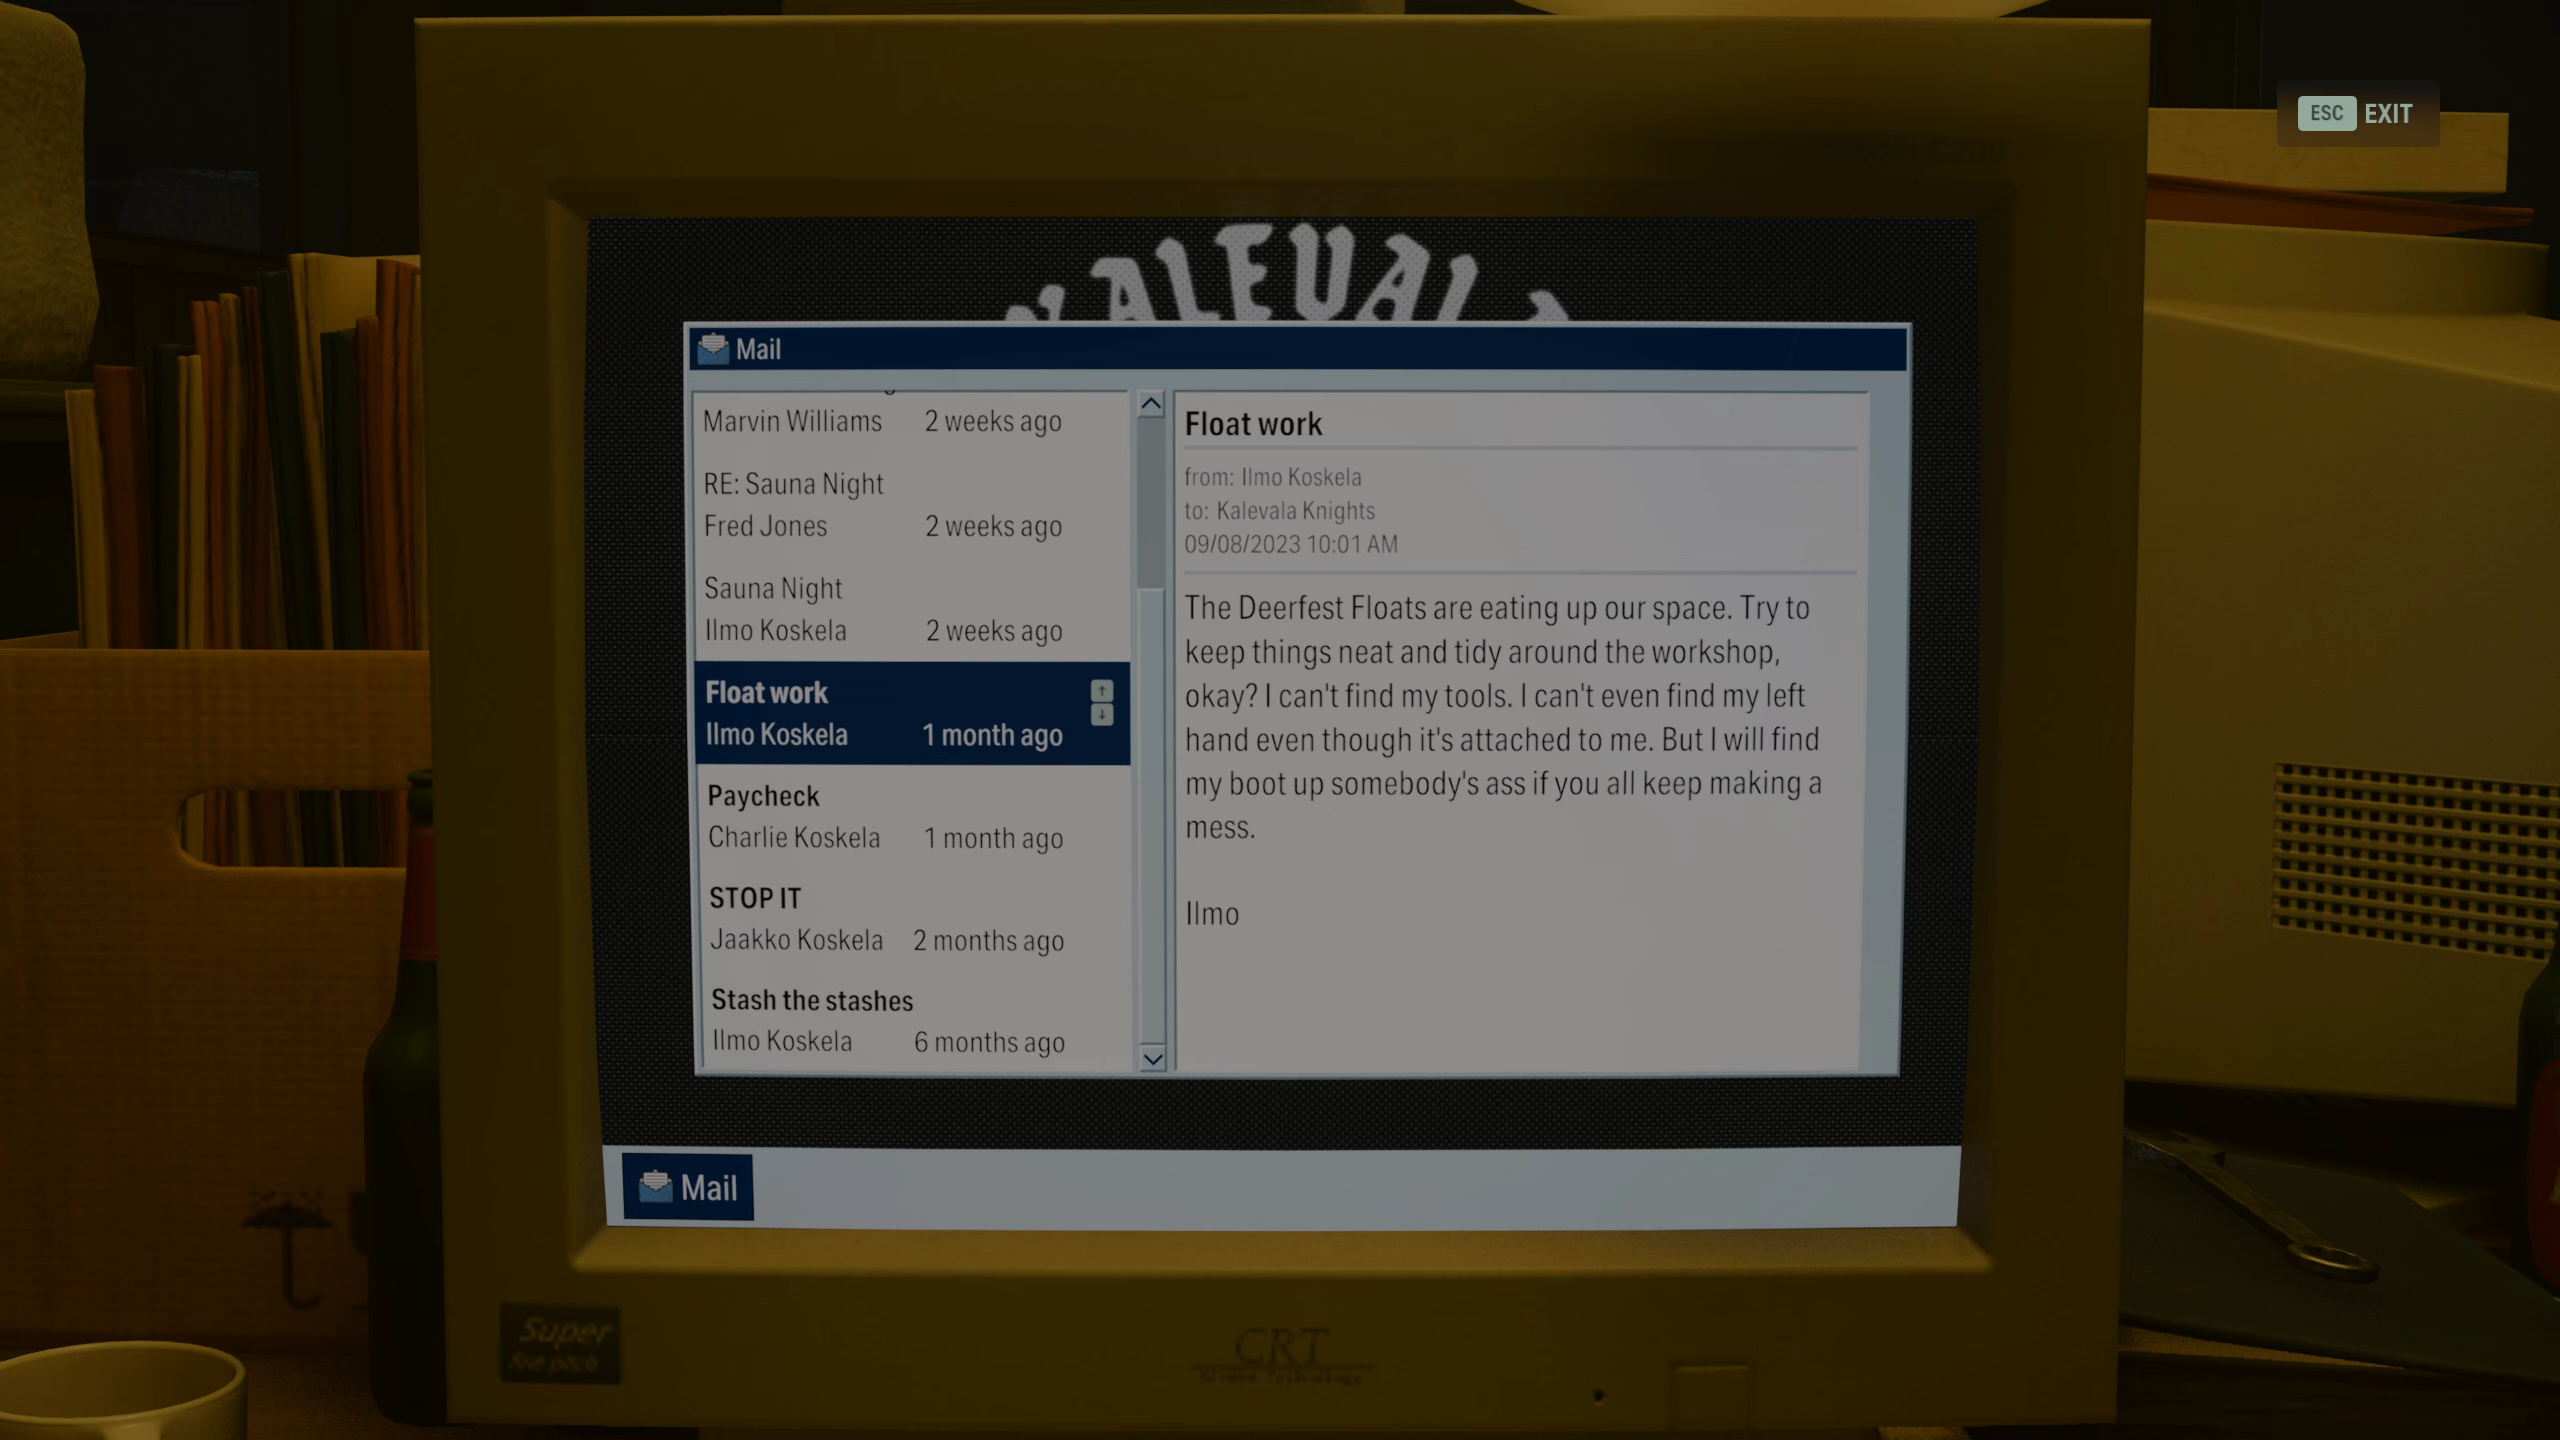 ESC EXIT
KALEVALA
Mail
Marvin Williams 2 weeks ago
RE: Sauna Night
Fred Jones 2 weeks ago
Sauna Night
Ilmo Koskela 2 weeks ago
Float work
Ilmo Koskela 1 month ago
Paycheck
Charlie Koskela 1 month ago
STOP IT
Jaakko Koskela 2 months ago
Stash the stashes
Ilmo Koskela 6 months ago
Float work
from: Ilmo Koskela
to: Kalevala Knights
09/08/2023 10:01 AM
The Deerfest Floats are eating up our space. Try to
keep things neat and tidy around the workshop,
okay? I can't find my tools. I can't even find my left
hand even though it's attached to me. But I will find
my boot up somebody's ass if you all keep making a
mess.
Ilmo
Mail
Super
CRT